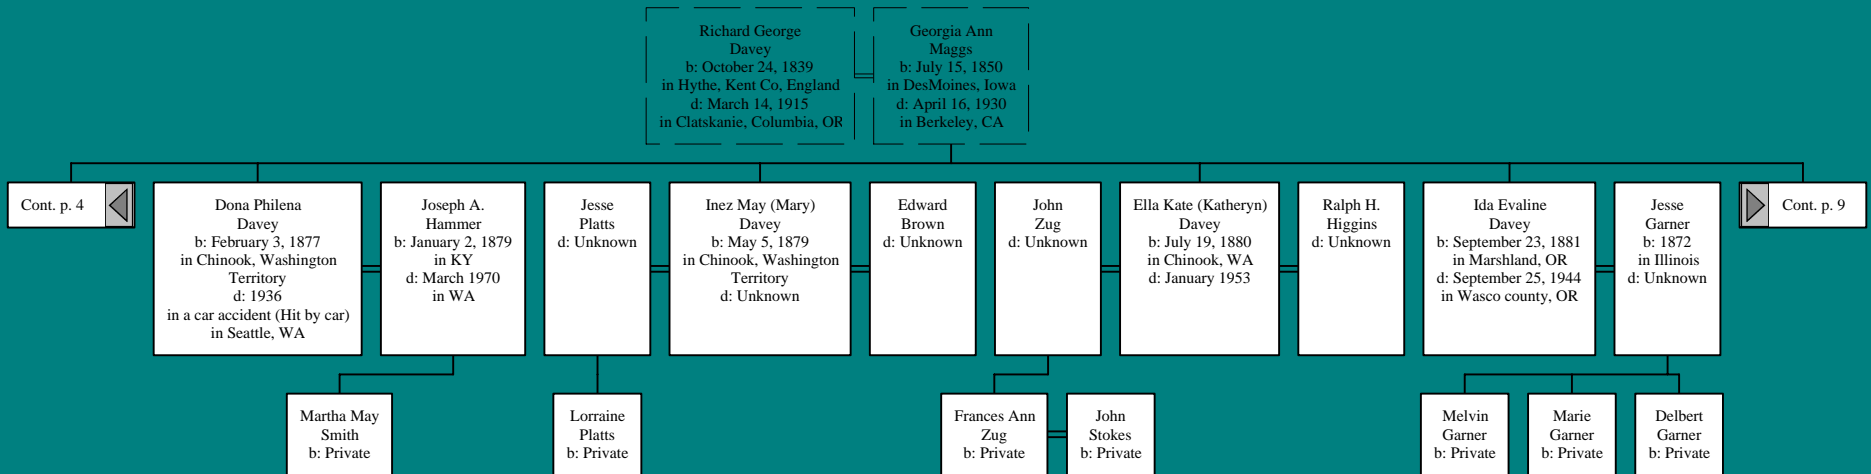 Richard George
Davey
b: October 24, 1839
in Hythe, Kent Co, England
d: March 14, 1915
in Clatskanie, Columbia, OR
Georgia Ann
Maggs
b: July 15, 1850
in DesMoines, Iowa
d: April 16, 1930
in Berkeley, CA
Cont. p. 4
Dona Philena
Davey
b: February 3, 1877
in Chinook, Washington
Territory
d: 1936
in a car accident (Hit by car)
in Seattle, WA
Joseph A.
Hammer
b: January 2, 1879
in KY
d: March 1970
in WA
Jesse
Platts
d: Unknown
Inez May (Mary)
Davey
b: May 5, 1879
in Chinook, Washington
Territory
d: Unknown
Edward
Brown
d: Unknown
John
Zug
d: Unknown
Ella Kate (Katheryn)
Davey
b: July 19, 1880
in Chinook, WA
d: January 1953
Ralph H.
Higgins
d: Unknown
Ida Evaline
Davey
b: September 23, 1881
in Marshland, OR
d: September 25, 1944
in Wasco county, OR
Jesse
Garner
b: 1872
in Illinois
d: Unknown
Cont. p. 9
Martha May
Smith
b: Private
Lorraine
Platts
b: Private
Frances Ann
Zug
b: Private
John
Stokes
b: Private
Melvin
Garner
b: Private
Marie
Garner
b: Private
Delbert
Garner
b: Private